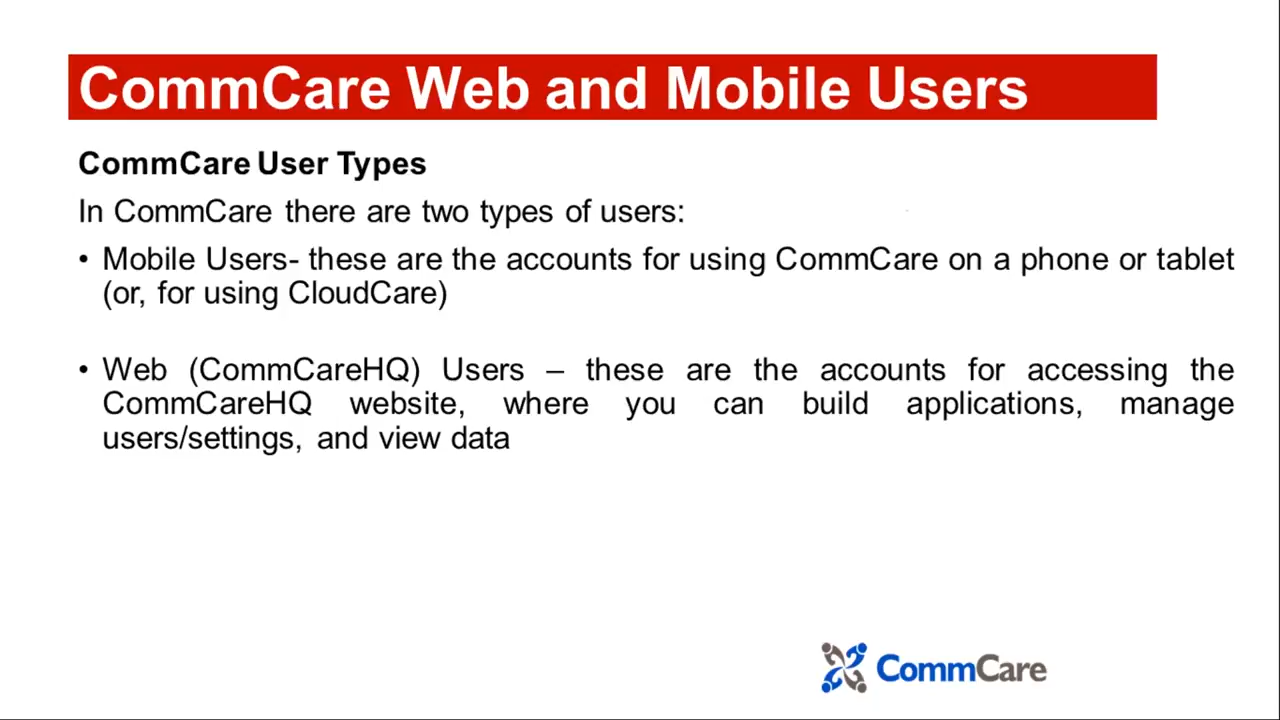 CommCare Web and Mobile Users
CommCare User Types
In CommCare there are two types of users:
• Mobile Users- these are the accounts for using CommCare on a phone or tablet
(or, for using CloudCare)
• Web (CommCareHQ) Users – these are the accounts for accessing the
CommCareHQ website, where you can build applications, manage
users/settings, and view data
CommCare